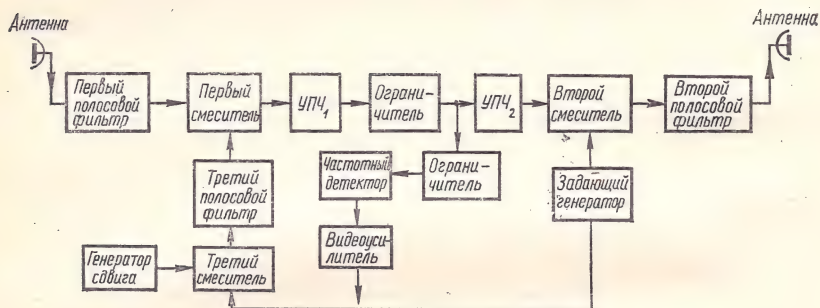 Антенна
Антенна
Первый
полосовой
фильтр
Первый
смеситель
УПЧ₁
Ограни-
читель
УПЧ₂
Второй
смеситель
Второй
полосовой
фильтр
Третий
полосовой
фильтр
Частотный
детектор
Ограни-
читель
Задающий
генератор
Генератор
сдвига
Третий
смеситель
Видеоуси-
литель